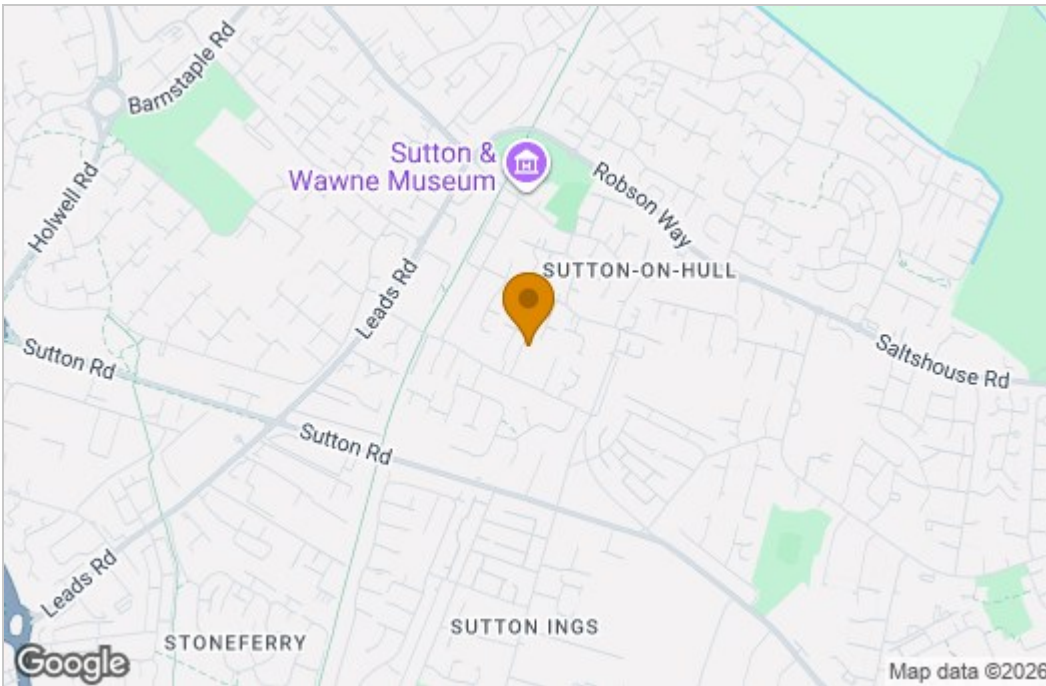 Barnstaple Rd
Sutton &
Wawne Museum
Robson Way
Holwell Rd
SUTTON-ON-HULL
Leads Rd
Sutton Rd
Saltshouse Rd
Sutton Rd
Leads Rd
SUTTON INGS
STONEFERRY
Google
Map data ©2026